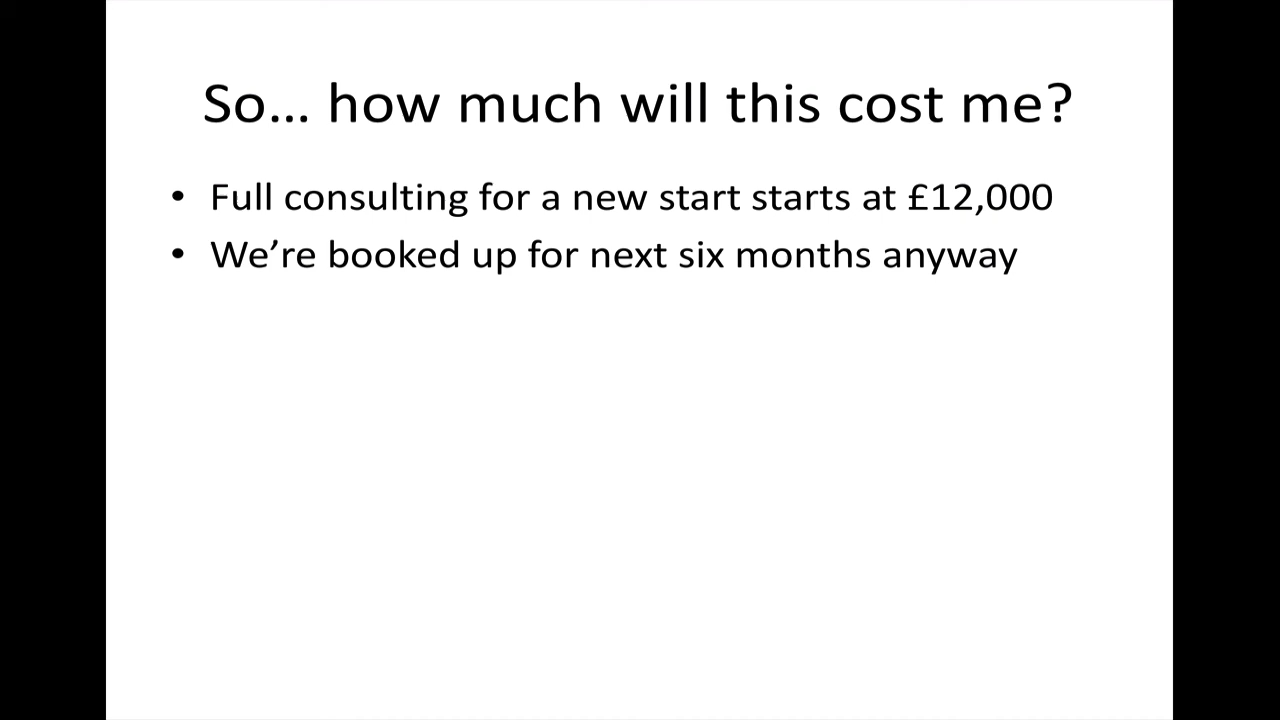 So… how much will this cost me?
• Full consulting for a new start starts at £12,000
• We’re booked up for next six months anyway